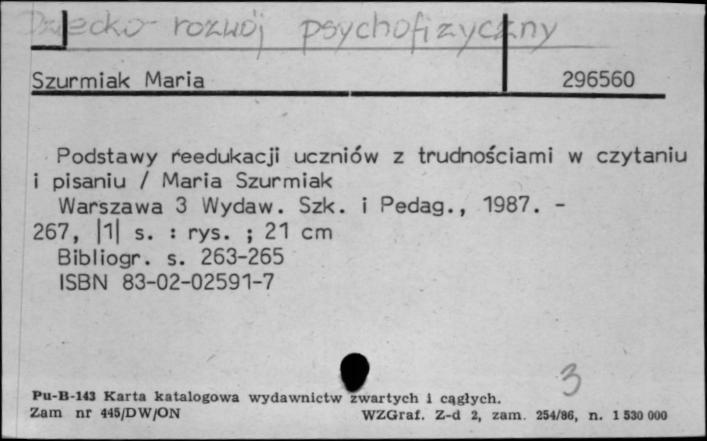 Dziecko - rozwój psychofizyczny
Szurmiak Maria 296560
Podstawy reedukacji uczniów z trudnościami w czytaniu
i pisaniu / Maria Szurmiak
Warszawa 3 Wydaw. Szk. i Pedag., 1987. -
267, |1| s. : rys. ; 21 cm
Bibliogr. s. 263-265
ISBN 83-02-02591-7
3
Pu-B-143 Karta katalogowa wydawnictw zwartych i cągłych.
Zam nr 445/DW/ON WZGraf. Z-d 2, zam. 254/86, n. 1 530 000